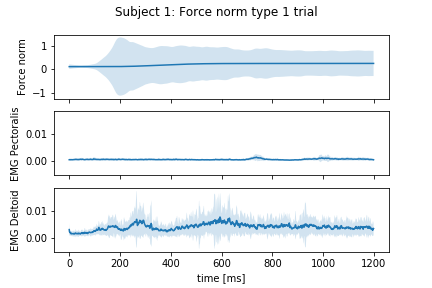 Subject 1: Force norm type 1 trial
Force norm
1
0
−1
EMG Pectoralis
0.01
0.00
EMG Deltoid
0.01
0.00
0 200 400 600 800 1000 1200
time [ms]